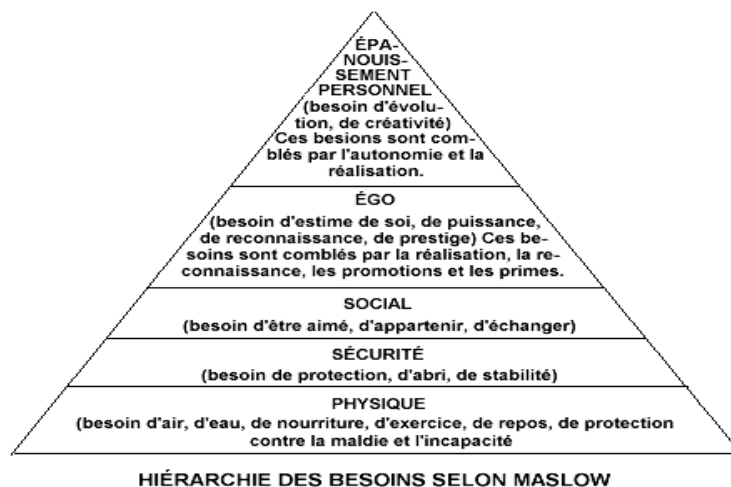 ÉPA-
NOUIS-
SEMENT
PERSONNEL
(besoin d'évolu-
tion, de créativité)
Ces besions sont com-
blés par l'autonomie et la
réalisation.
ÉGO
(besoin d'estime de soi, de puissance,
de reconnaissance, de prestige) Ces be-
soins sont comblés par la réalisation, la re-
connaissance, les promotions et les primes.
SOCIAL
(besoin d'être aimé, d'appartenir, d'échanger)
SÉCURITÉ
(besoin de protection, d'abri, de stabilité)
PHYSIQUE
(besoin d'air, d'eau, de nourriture, d'exercice, de repos, de protection
contre la maldie et l'incapacité
HIÉRARCHIE DES BESOINS SELON MASLOW